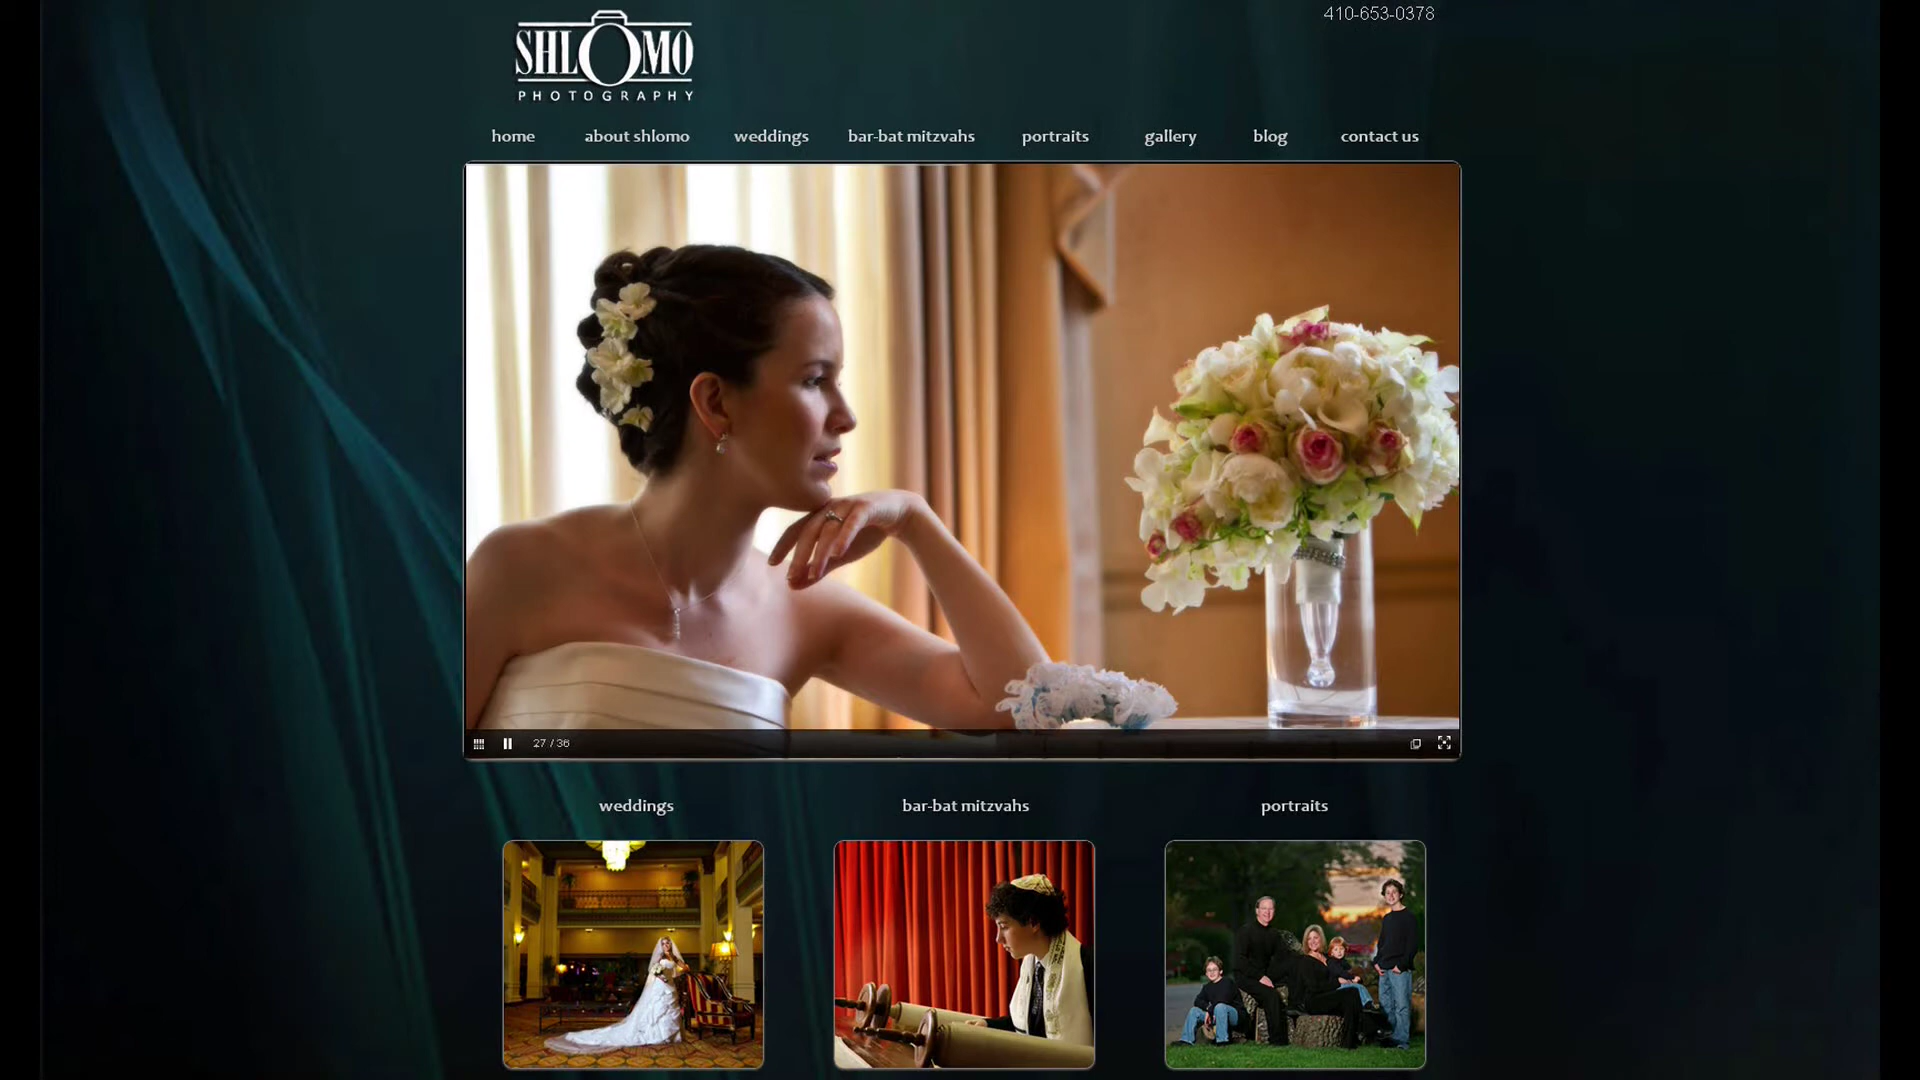 410-653-0378
SHLOMO
PHOTOGRAPHY
home about shlomo weddings bar-bat mitzvahs portraits gallery blog contact us
27 / 36
weddings bar-bat mitzvahs portraits